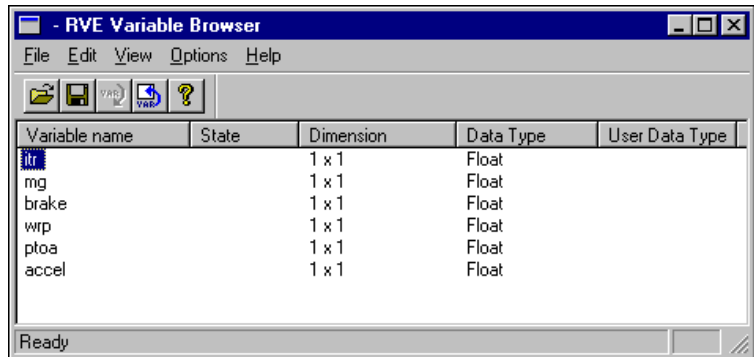 - RVE Variable Browser
File Edit View Options Help
VAR VAR ?
Variable name State Dimension Data Type User Data Type
itr 1 x 1 Float
mg 1 x 1 Float
brake 1 x 1 Float
wrp 1 x 1 Float
ptoa 1 x 1 Float
accel 1 x 1 Float
Ready